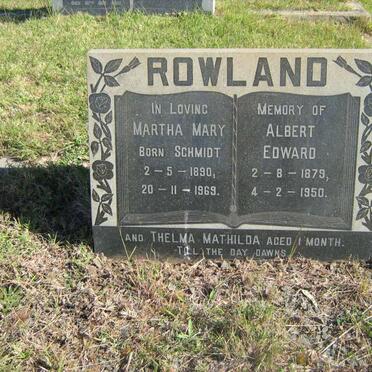 ROWLAND
IN LOVING
MARTHA MARY
BORN SCHMIDT
2-5-1890,
20-11-1969.
MEMORY OF
ALBERT
EDWARD
2-8-1879,
4-2-1950.
AND THELMA MATHILDA AGED 1 MONTH.
TILL THE DAY DAWNS